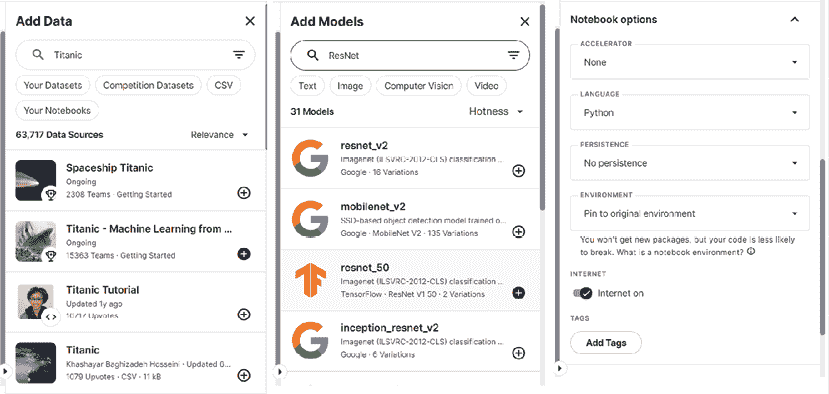 Add Data
Titanic
Your Datasets
Competition Datasets
CSV
Your Notebooks
63,717 Data Sources
Relevance
Spaceship Titanic
Ongoing
2308 Teams · Getting Started
Titanic - Machine Learning from ...
Ongoing
15363 Teams · Getting Started
Titanic Tutorial
Updated 1y ago
10717 Upvotes
Titanic
Khashayar Baghizadeh Hosseini · Updated 6...
1079 Upvotes · CSV · 11 kB
Add Models
ResNet
Text
Image
Computer Vision
Video
31 Models
Hotness
resnet_v2
Imagenet (ILSVRC-2012-CLS) classification ...
Google · 16 Variations
mobilenet_v2
SSD-based object detection model trained o...
Google · MobileNet V2 · 135 Variations
resnet_50
Imagenet (ILSVRC-2012-CLS) classification ...
TensorFlow · ResNet V1 50 · 2 Variations
inception_resnet_v2
Imagenet (ILSVRC-2012-CLS) classification ...
Google · 6 Variations
Notebook options
ACCELERATOR
None
LANGUAGE
Python
PERSISTENCE
No persistence
ENVIRONMENT
Pin to original environment
You won't get new packages, but your code is less likely
to break. What is a notebook environment?
INTERNET
Internet on
TAGS
Add Tags